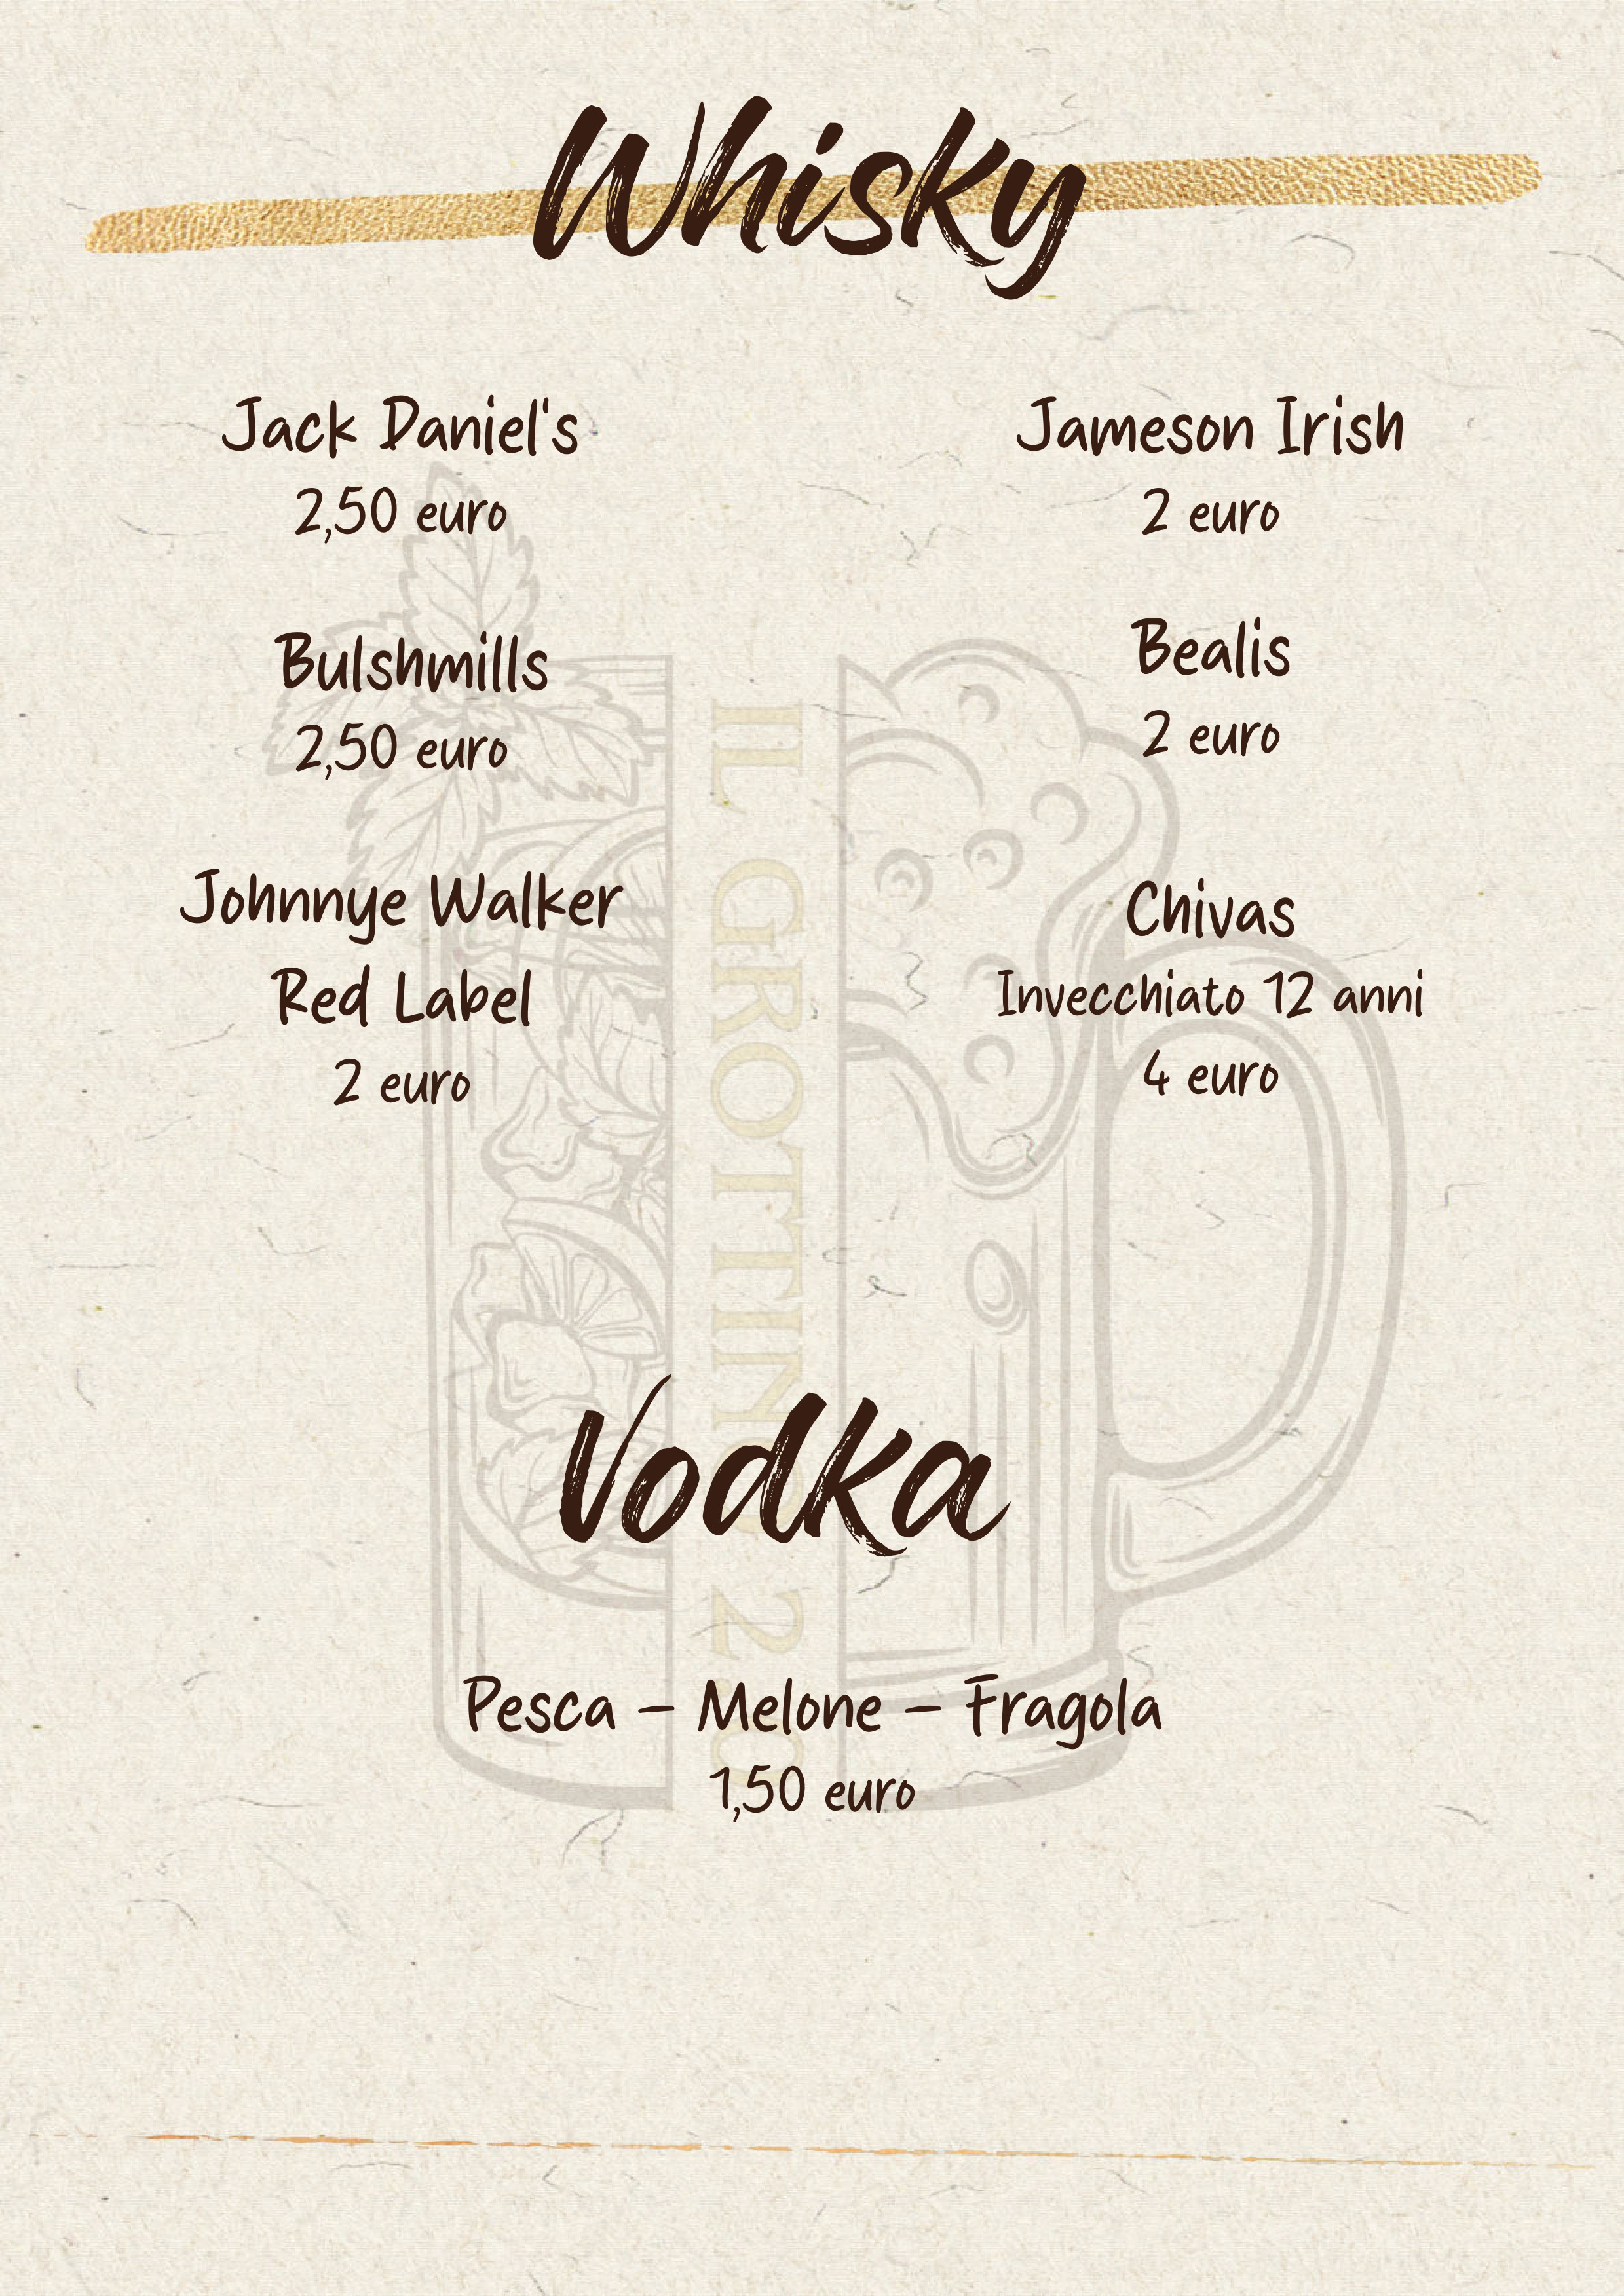 Whisky
Jack Daniel's
2,50 euro
Bulshmills
2,50 euro
Johnnye Walker
Red Label
2 euro
Jameson Irish
2 euro
Bealis
2 euro
Chivas
Invecchiato 12 anni
4 euro
IL GROTTINO 2.0
Vodka
Pesca – Melone – Fragola
1,50 euro